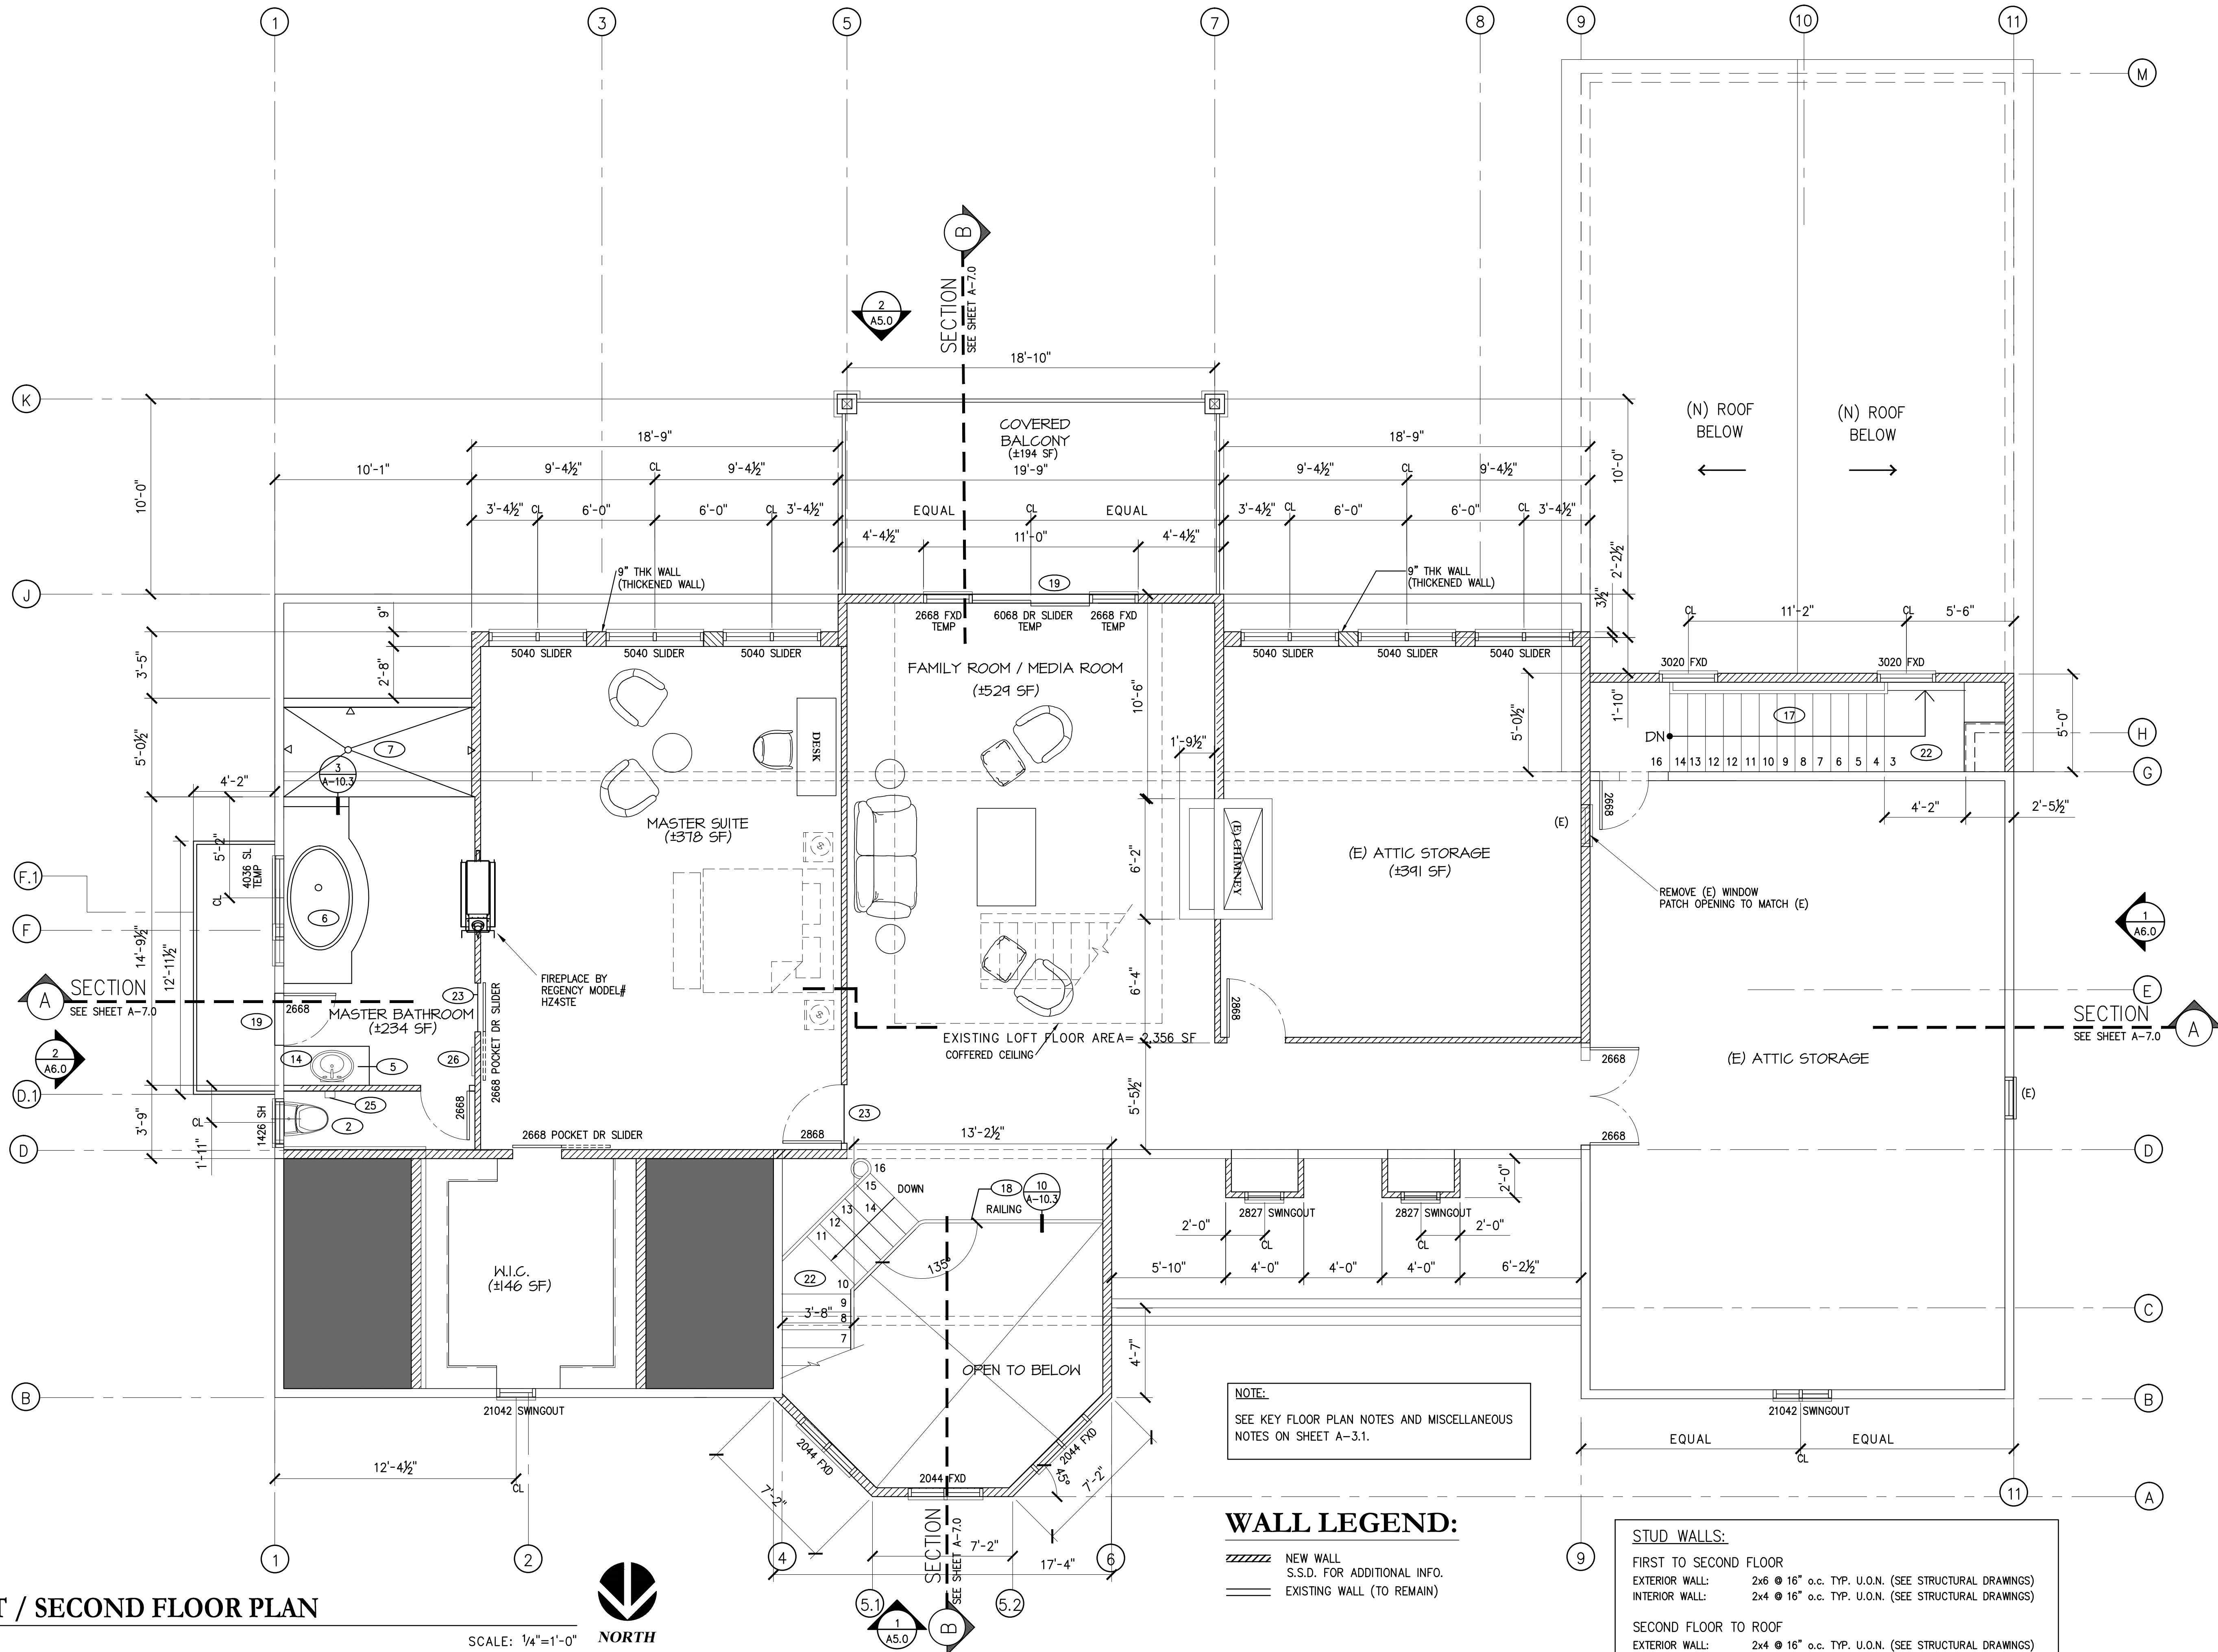 1 3 5 7 8 9 10 11
M
B
SECTION
SEE SHEET A-7.0
2
A5.0
18'-10"
K
COVERED
BALCONY
(±194 SF)
(N) ROOF
BELOW
(N) ROOF
BELOW
18'-9"
18'-9"
10'-1"
9'-4½" CL 9'-4½"
19'-9"
9'-4½" CL 9'-4½"
10'-0"
10'-0"
3'-4½" CL 6'-0" 6'-0" CL 3'-4½"
EQUAL CL EQUAL
3'-4½" CL 6'-0" 6'-0" CL 3'-4½"
4'-4½" 11'-0" 4'-4½"
2'-2½"
3½"
9" THK WALL
(THICKENED WALL)
19
9" THK WALL
(THICKENED WALL)
J
9"
2668 FXD
TEMP
6068 DR SLIDER
TEMP
2668 FXD
TEMP
CL 11'-2" CL 5'-6"
3'-5"
2'-8"
5040 SLIDER 5040 SLIDER 5040 SLIDER
5040 SLIDER 5040 SLIDER 5040 SLIDER
3020 FXD 3020 FXD
FAMILY ROOM / MEDIA ROOM
(±529 SF)
10'-6"
5'-0½"
1'-10"
5'-0"
5'-0½"
7
DESK
1'-9½"
17
DN
22
H
16 14 13 12 12 11 10 9 8 7 6 5 4 3
G
3
A-10.3
4'-2"
2668
4'-2" 2'-5½"
MASTER SUITE
(±378 SF)
(E)
5'-2"
4036 SL
TEMP
CL
6'-2"
(E) CHIMNEY
(E) ATTIC STORAGE
(±391 SF)
F.1
REMOVE (E) WINDOW
PATCH OPENING TO MATCH (E)
6
F
1
A6.0
14'-9½"
12'-11½"
FIREPLACE BY
REGENCY MODEL#
HZ4STE
6'-4"
A
SECTION
SEE SHEET A-7.0
23
2668
2668 POCKET DR SLIDER
2868
E
19
MASTER BATHROOM
(±234 SF)
SECTION
SEE SHEET A-7.0
A
EXISTING LOFT FLOOR AREA= 2,356 SF
COFFERED CEILING
2
A6.0
14
5
26
2668
(E) ATTIC STORAGE
D.1
25
2
23
5'-5½"
(E)
3'-9"
CL
1426 SH
2668
1'-11"
2668 POCKET DR SLIDER
2868
13'-2½"
2668
D
D
16
15
14
13
12
11
10
9
8
7
DOWN
18
10
A-10.3
RAILING
2'-0"
2827 SWINGOUT 2827 SWINGOUT
2'-0" CL CL 2'-0"
135°
22
W.I.C.
(±146 SF)
5'-10" 4'-0" 4'-0" 4'-0" 6'-2½"
3'-8"
C
4'-7"
OPEN TO BELOW
B
B
21042 SWINGOUT
NOTE:
SEE KEY FLOOR PLAN NOTES AND MISCELLANEOUS
NOTES ON SHEET A-3.1.
21042 SWINGOUT
EQUAL CL EQUAL
2044 FXD
2044 FXD
2044 FXD
12'-4½"
CL
45°
7'-2"
7'-2"
11
A
SECTION
SEE SHEET A-7.0
7'-2"
17'-4"
1 2 4 6 9
5.1 5.2
1
A5.0
B
WALL LEGEND:
NEW WALL
S.S.D. FOR ADDITIONAL INFO.
EXISTING WALL (TO REMAIN)
STUD WALLS:
FIRST TO SECOND FLOOR
EXTERIOR WALL: 2x6 @ 16" o.c. TYP. U.O.N. (SEE STRUCTURAL DRAWINGS)
INTERIOR WALL: 2x4 @ 16" o.c. TYP. U.O.N. (SEE STRUCTURAL DRAWINGS)
SECOND FLOOR TO ROOF
EXTERIOR WALL: 2x4 @ 16" o.c. TYP. U.O.N. (SEE STRUCTURAL DRAWINGS)
T / SECOND FLOOR PLAN
SCALE: 1/4"=1'-0"
NORTH